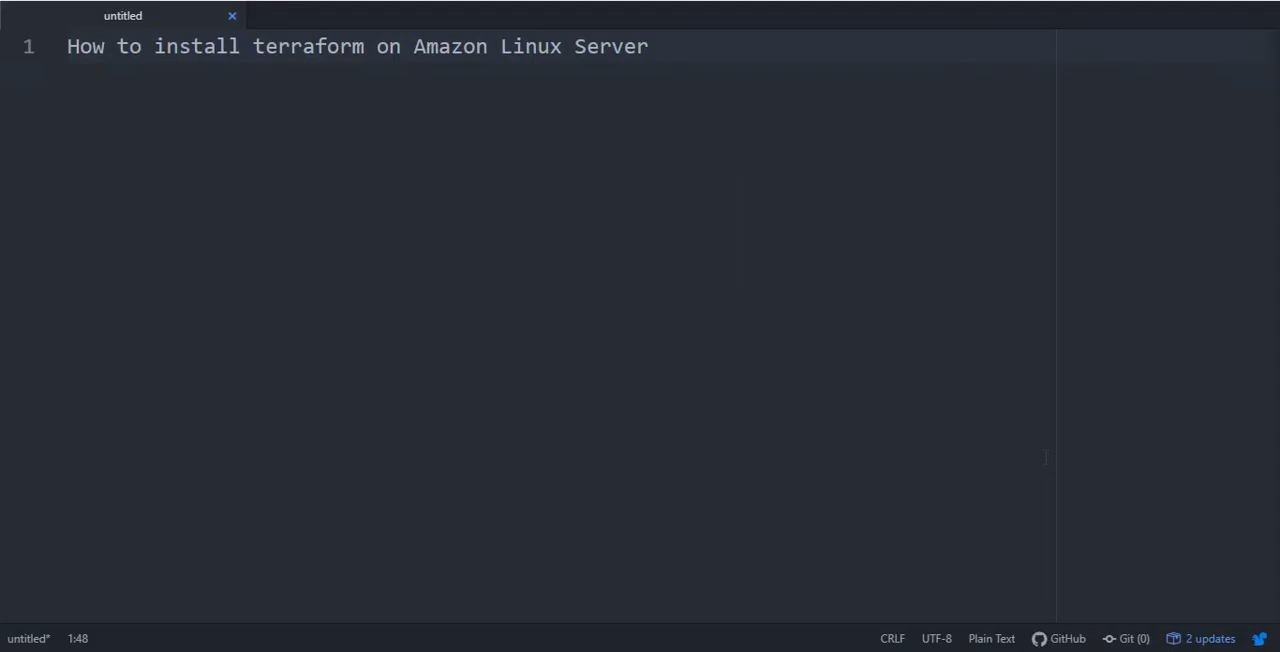 untitled
1 How to install terraform on Amazon Linux Server
untitled* 1:48 CRLF UTF-8 Plain Text GitHub Git (0) 2 updates